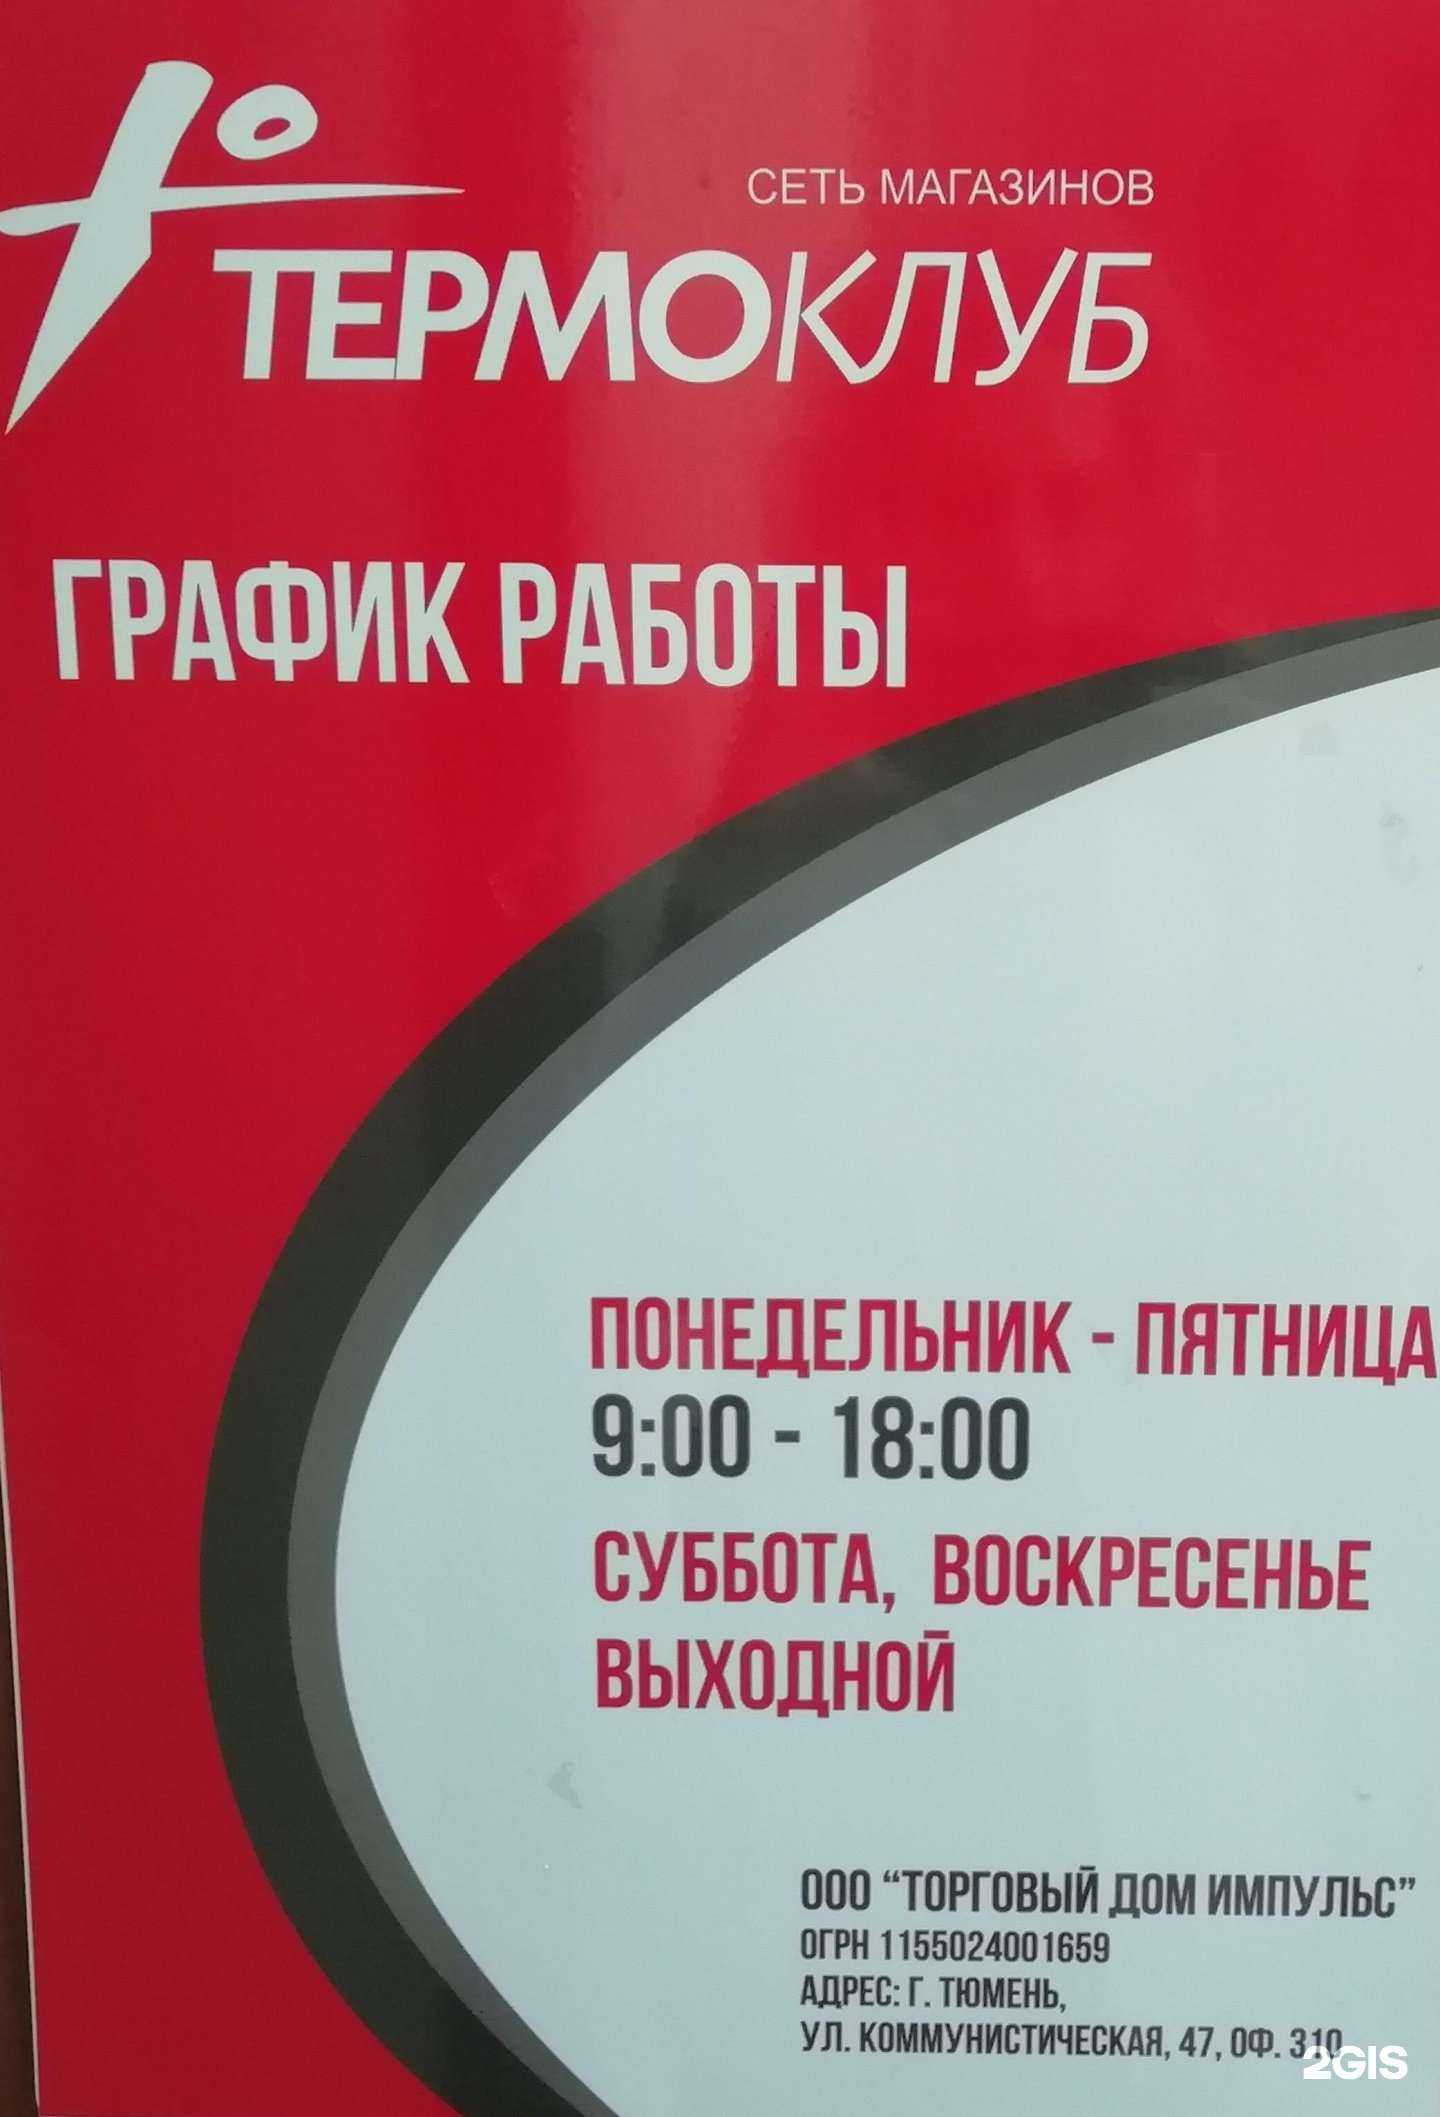 СЕТЬ МАГАЗИНОВ
ТЕРМОКЛУБ
ГРАФИК РАБОТЫ
ПОНЕДЕЛЬНИК - ПЯТНИЦА
9:00 - 18:00
СУББОТА, ВОСКРЕСЕНЬЕ
ВЫХОДНОЙ
ООО “ТОРГОВЫЙ ДОМ ИМПУЛЬС”
ОГРН 1155024001659
АДРЕС: Г. ТЮМЕНЬ,
УЛ. КОММУНИСТИЧЕСКАЯ, 47, ОФ. 310
2GIS